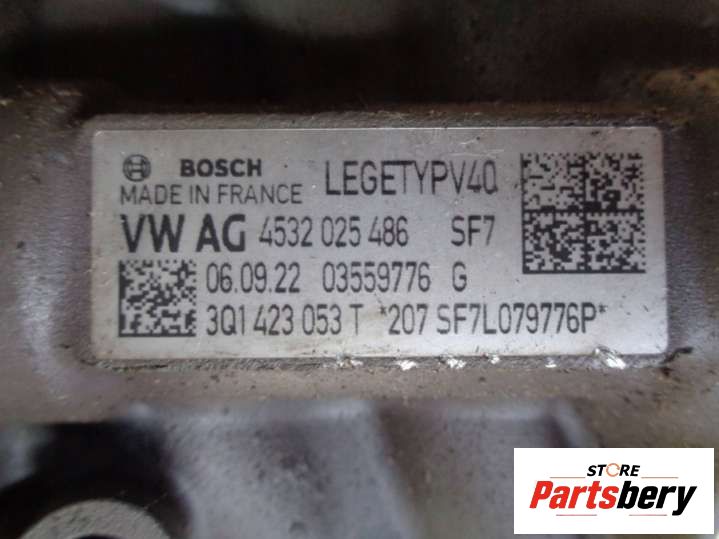 BOSCH LEGETYPV4Q
MADE IN FRANCE
VW AG 4532 025 486 SF7
06.09.22 03559776 G
3Q1 423 053 T *207 SF7L079776P*
STORE
Partsbery